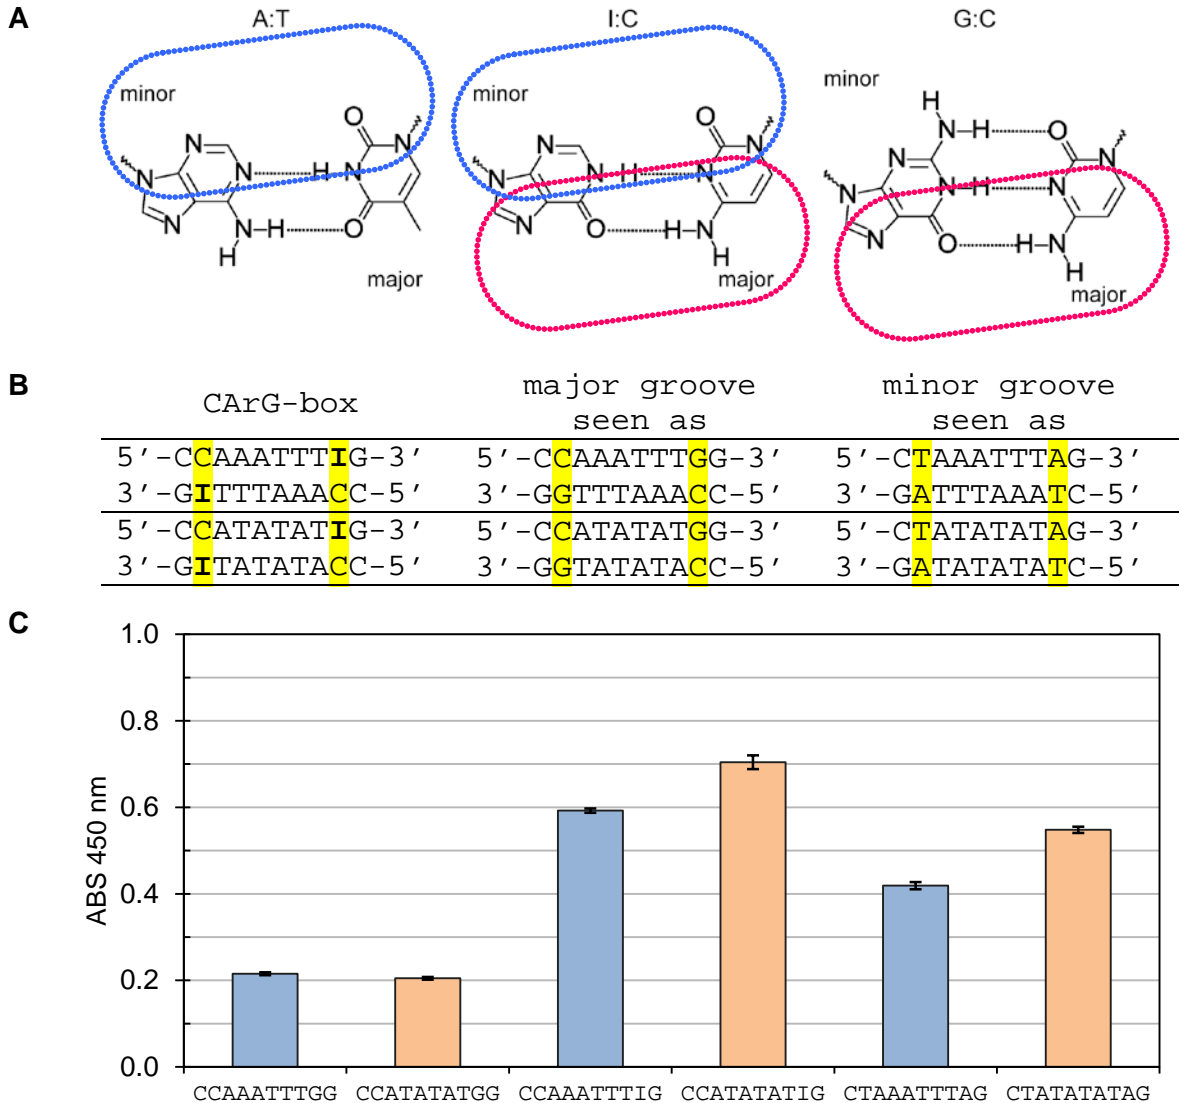 A
A:T
I:C
G:C
minor
N
N
N
N
N
H
H
H
O
N
N
O
major
minor
N
N
N
N
H
O
O
N
N
H
N
H
major
minor
H
N
H
N
N
N
N
H
O
O
N
N
H
N
H
major
B
CArG-box
major groove
seen as
minor groove
seen as
5′-CCAAATTTIG-3′
5′-CCAAATTTGG-3′
5′-CTAAATTTAG-3′
3′-GITTTAAACC-5′
3′-GGTTTAAACC-5′
3′-GATTTAAATC-5′
5′-CCATATATIG-3′
5′-CCATATATGG-3′
5′-CTATATATAG-3′
3′-GITATATACC-5′
3′-GGTATATACC-5′
3′-GATATATATC-5′
C
ABS 450 nm
1.0
0.8
0.6
0.4
0.2
0.0
CCAAATTTGG
CCATATATGG
CCAAATTTIG
CCATATATIG
CTAAATTTAG
CTATATATAG